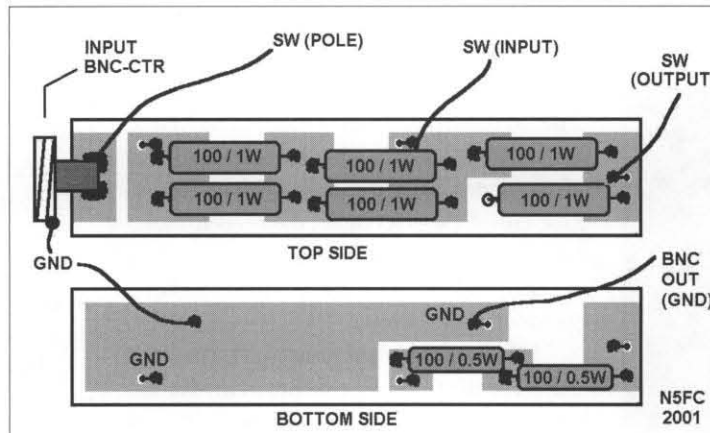 INPUT
BNC-CTR
SW (POLE)
SW (INPUT)
SW
(OUTPUT)
100 / 1W
100 / 1W
100 / 1W
100 / 1W
100 / 1W
100 / 1W
TOP SIDE
GND
BNC
OUT
(GND)
GND
GND
100 / 0.5W
100 / 0.5W
BOTTOM SIDE
N5FC
2001